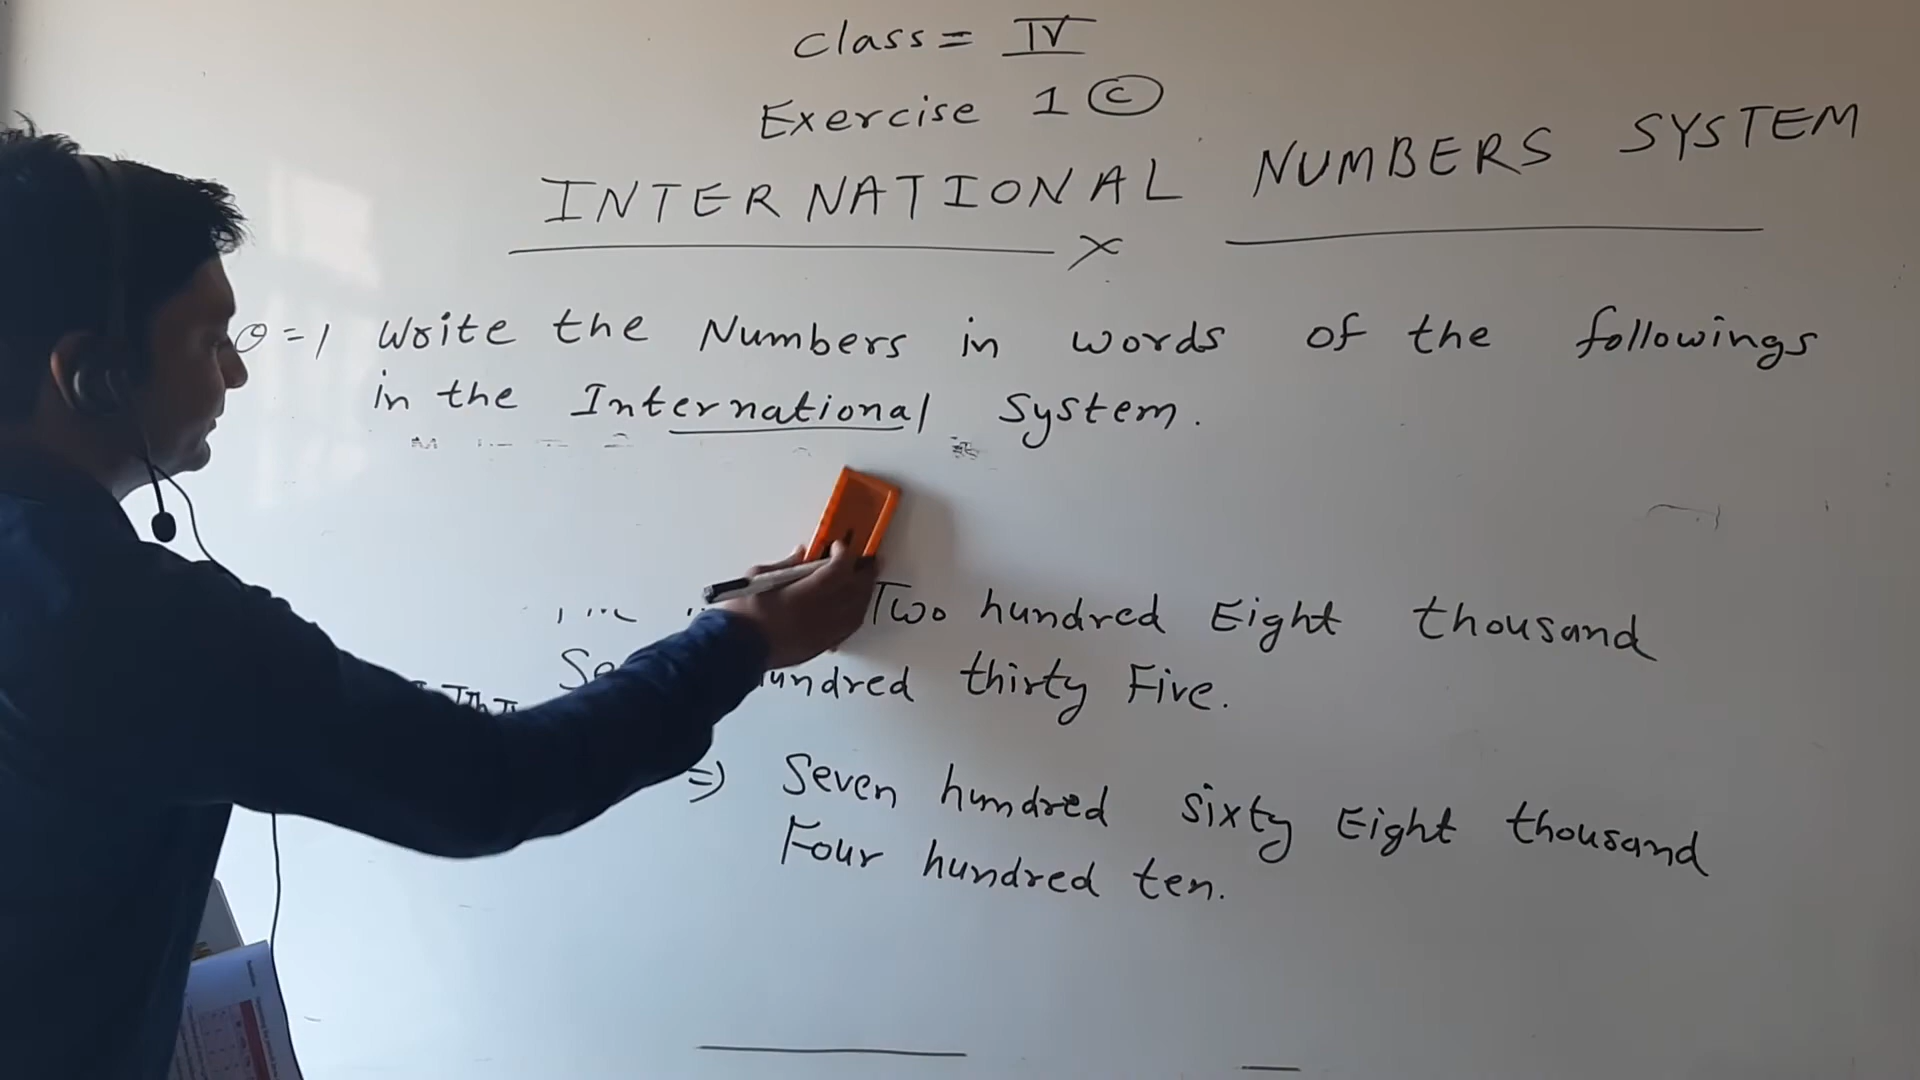 Class = IV
Exercise 1 (C)
INTERNATIONAL NUMBERS SYSTEM
Q=1 Write the Numbers in words of the followings
in the International System.
Two hundred Eight thousand
hundred thirty Five.
=> Seven hundred sixty Eight thousand
Four hundred ten.